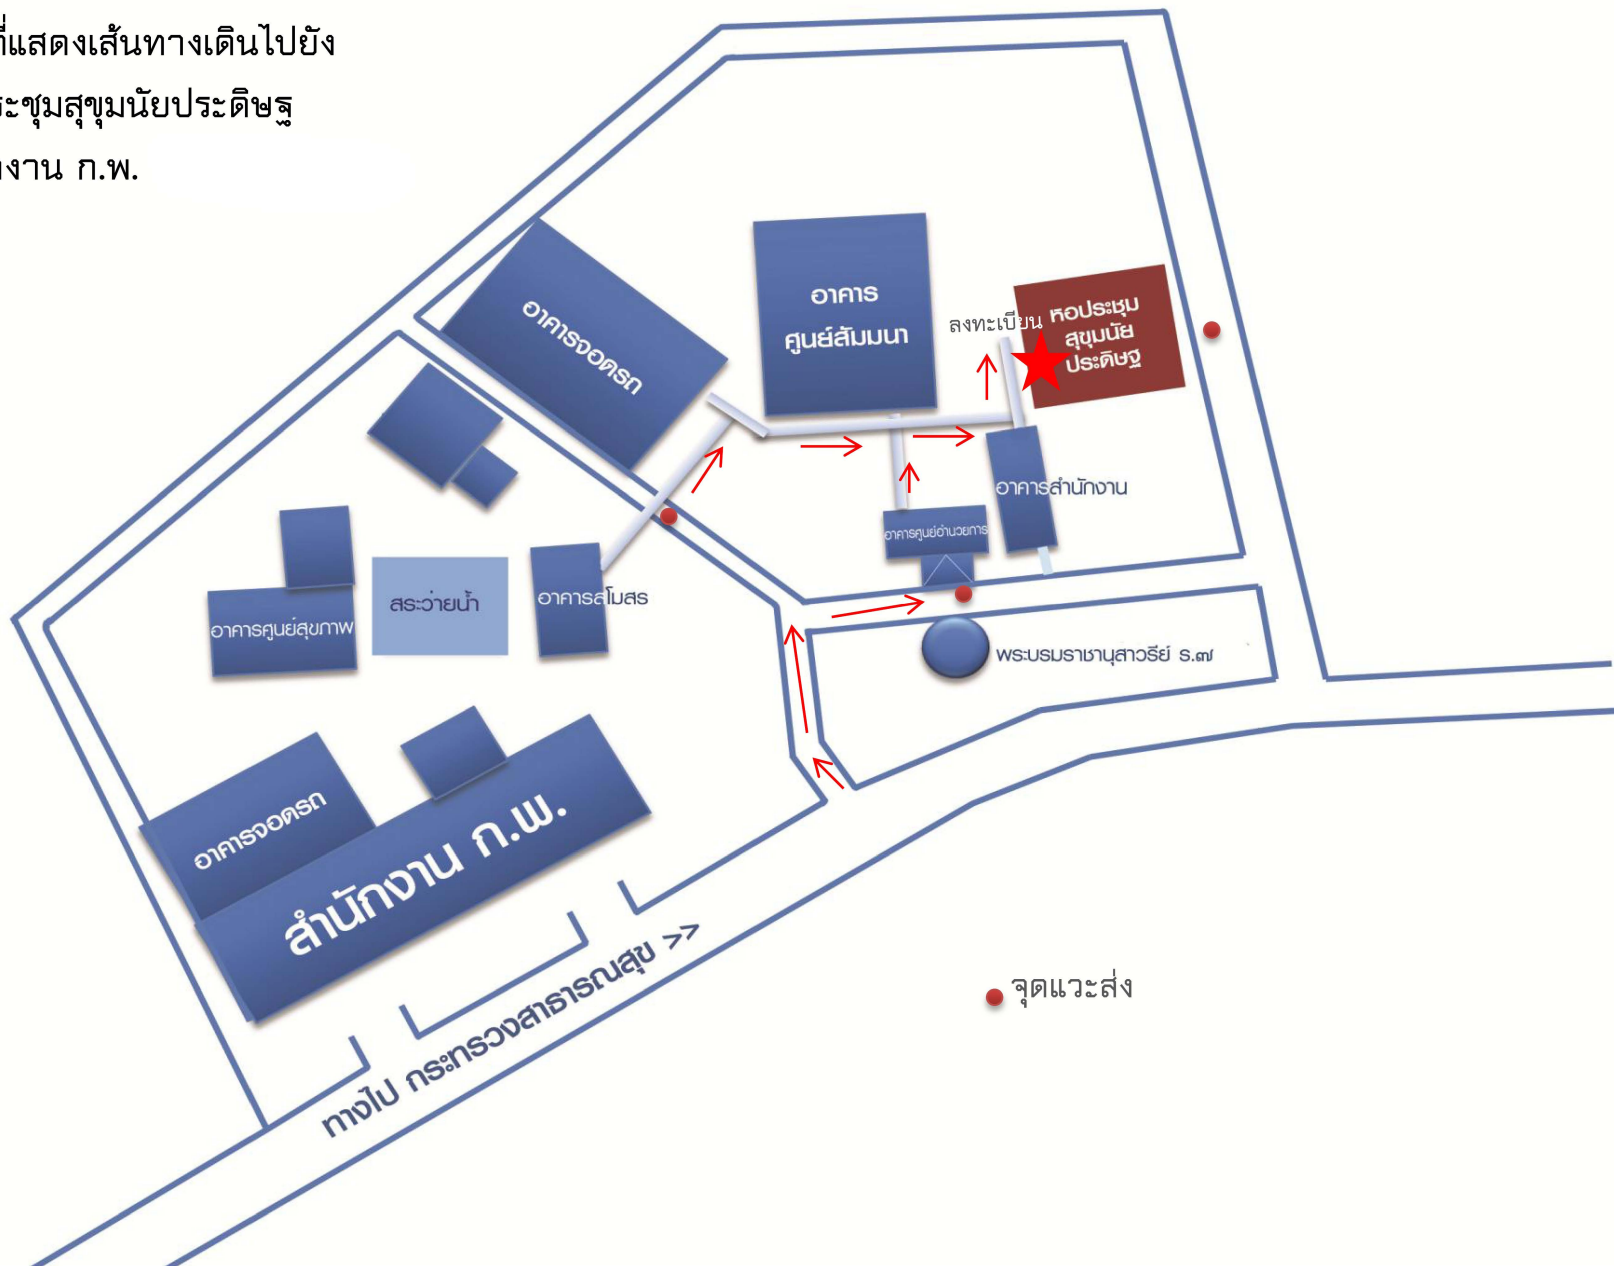 ที่แสดงเส้นทางเดินไปยัง
ระชุมสุขุมนัยประดิษฐ
งาน ก.พ.
อาคารจอดรถ
อาคาร
ศูนย์สัมมนา
ลงทะเบียน
หอประชุม
สุขุมนัย
ประดิษฐ
อาคารสำนักงาน
อาคารศูนย์อำนวยการ
อาคารสโมสร
สระว่ายน้ำ
อาคารศูนย์สุขภาพ
พระบรมราชานุสาวรีย์ ร.๗
อาคารจอดรถ
สำนักงาน ก.พ.
ทางไป กระทรวงสาธารณสุข >>
จุดแวะส่ง